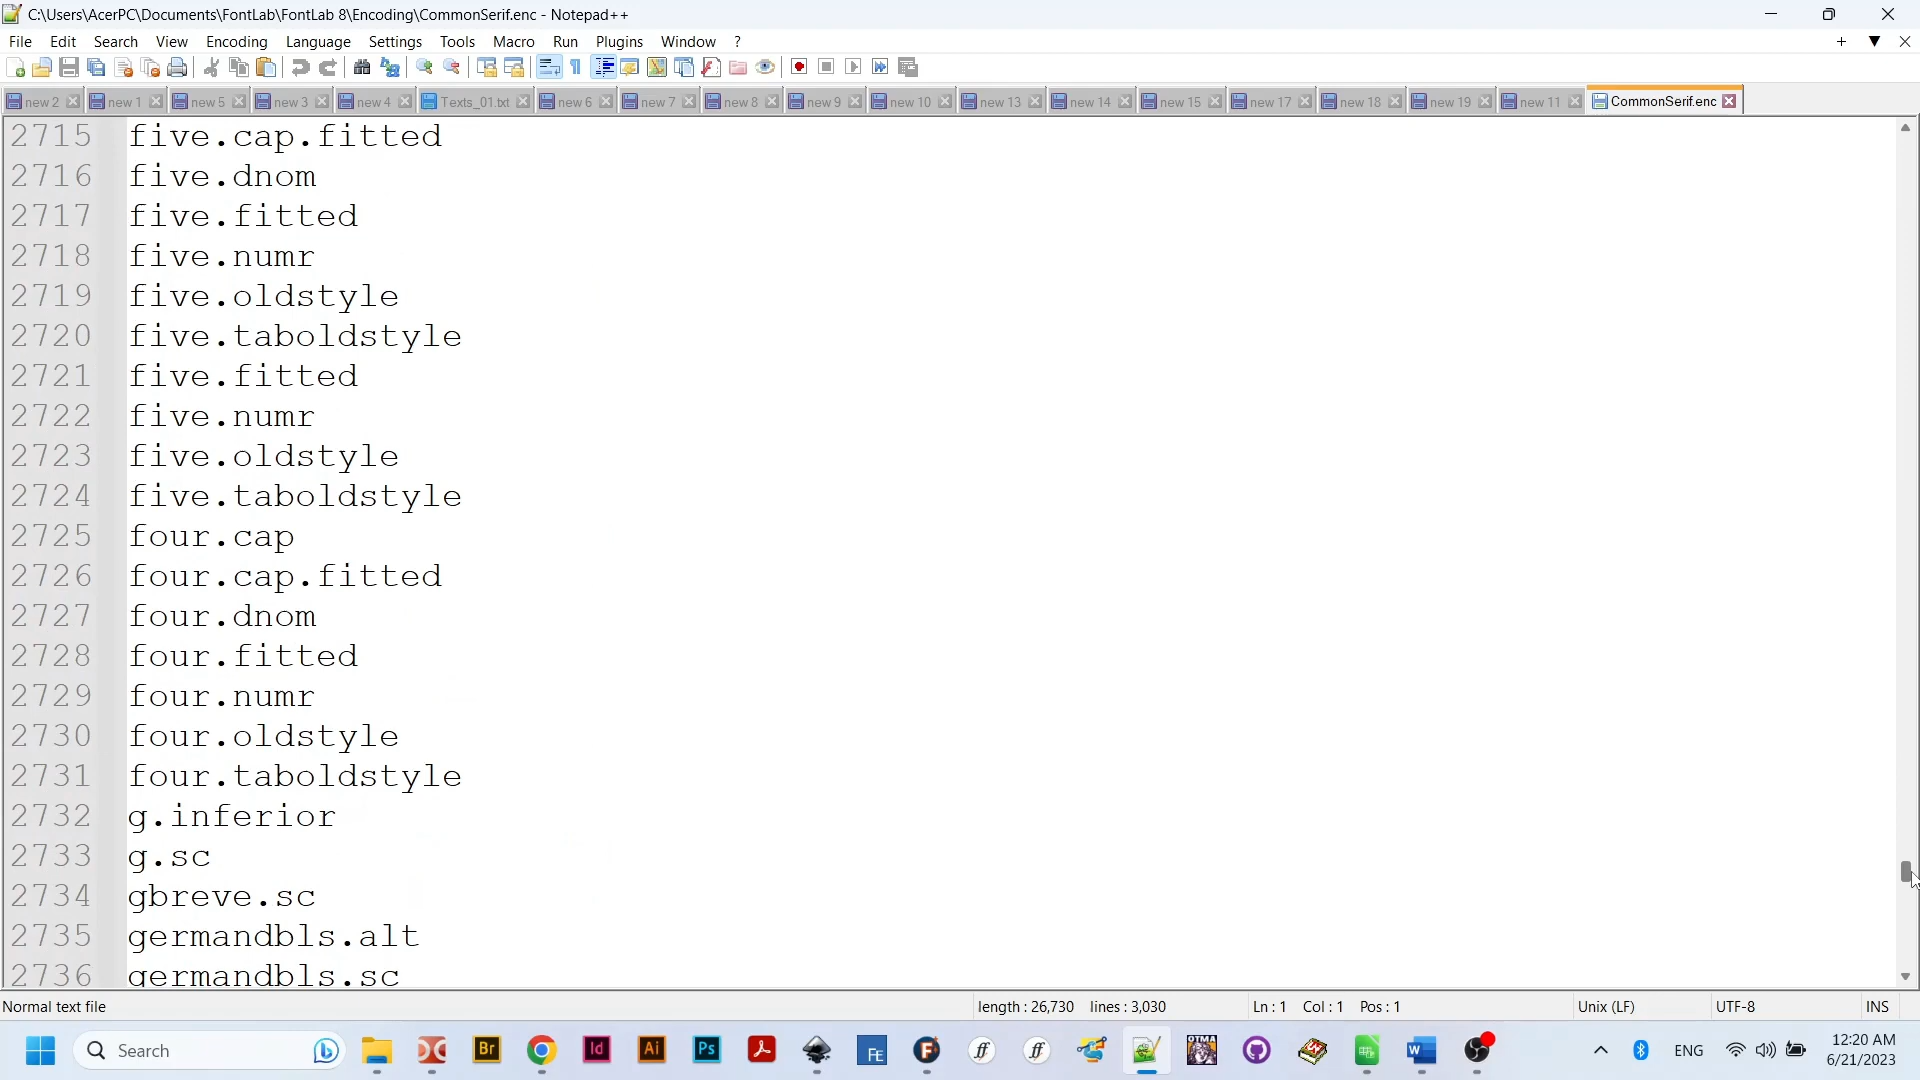 C:\Users\AcerPC\Documents\FontLab\FontLab 8\Encoding\CommonSerif.enc - Notepad++
File Edit Search View Encoding Language Settings Tools Macro Run Plugins Window ?
new 2 new 1 new 5 new 3 new 4 Texts_01.txt new 6 new 7 new 8 new 9 new 10 new 13 new 14 new 15 new 17 new 18 new 19 new 11 CommonSerif.enc
2715 five.cap.fitted
2716 five.dnom
2717 five.fitted
2718 five.numr
2719 five.oldstyle
2720 five.taboldstyle
2721 five.fitted
2722 five.numr
2723 five.oldstyle
2724 five.taboldstyle
2725 four.cap
2726 four.cap.fitted
2727 four.dnom
2728 four.fitted
2729 four.numr
2730 four.oldstyle
2731 four.taboldstyle
2732 g.inferior
2733 g.sc
2734 gbreve.sc
2735 germandbls.alt
2736 germandbls.sc
Normal text file length : 26,730 lines : 3,030 Ln : 1 Col : 1 Pos : 1 Unix (LF) UTF-8 INS
Search Br Id Ai Ps FE F ff ff OTMA W ENG 12:20 AM
6/21/2023